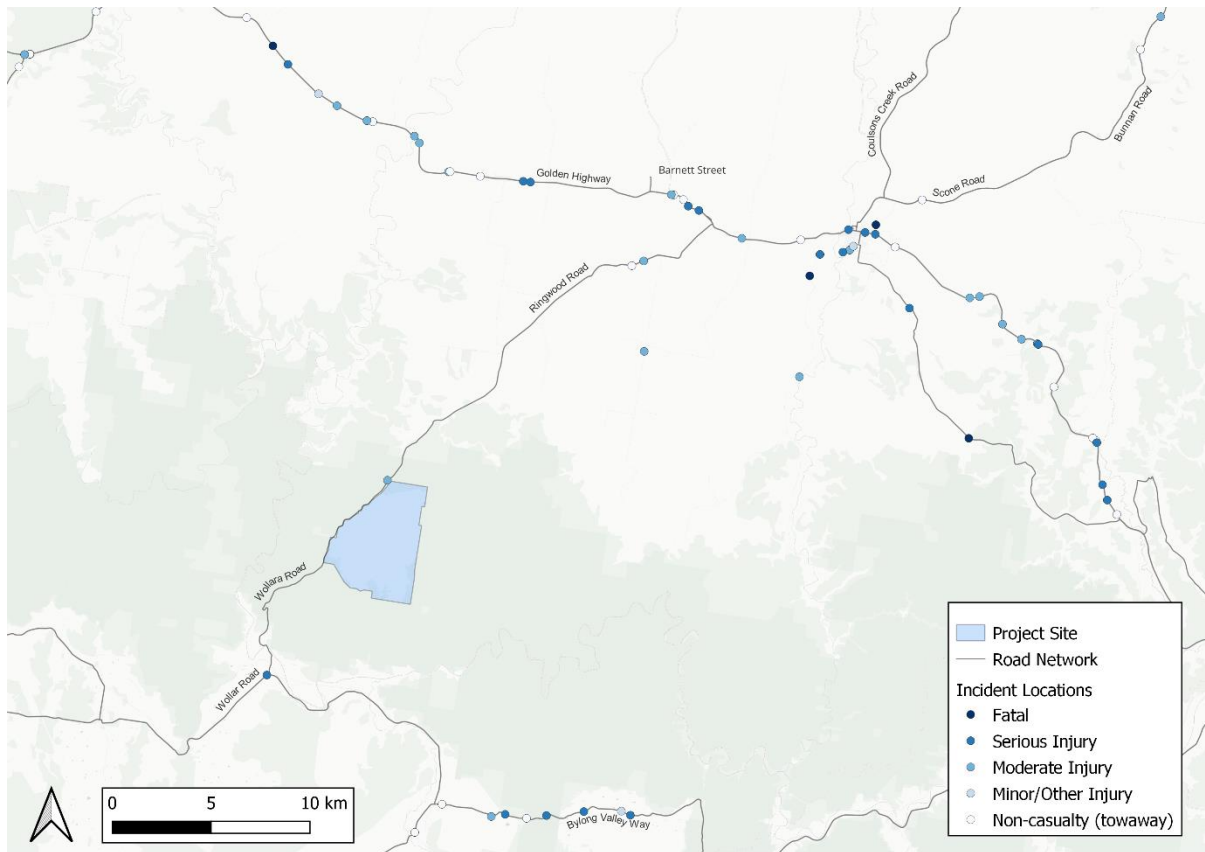 Coulsons Creek Road
Bunnan Road
Barnett Street
Golden Highway
Scone Road
Ringwood Road
Wollara Road
Wollar Road
Bylong Valley Way
0 5 10 km
Project Site
Road Network
Incident Locations
Fatal
Serious Injury
Moderate Injury
Minor/Other Injury
Non-casualty (towaway)